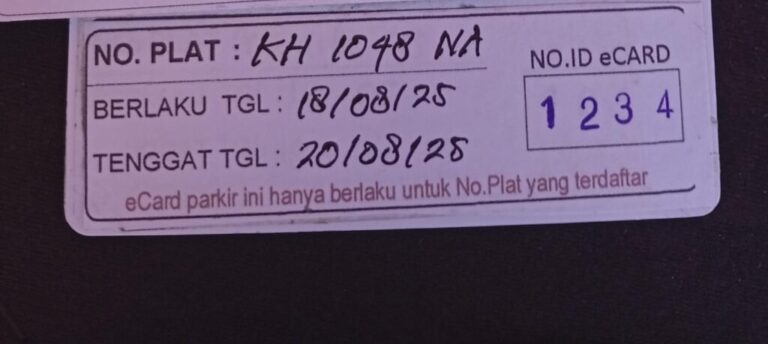 NO. PLAT : KH 1048 NA
NO.ID eCARD
BERLAKU TGL : 18/08/25
1 2 3 4
TENGGAT TGL : 20/08/25
eCard parkir ini hanya berlaku untuk No.Plat yang terdaftar